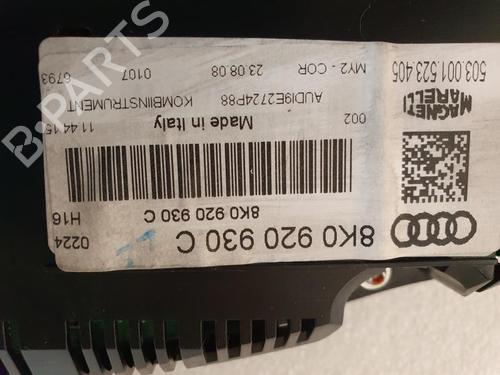 8K0 920 930 C
8K0 920 930 C
H16
0224
Made in Italy
002
AUDI9E2724P88
KOMBIINSTRUMENT
11:44:15
MY2 - COR
23.08.08
0107
6793
503.001.523.405
MAGNETI
MARELLI
B-Parts